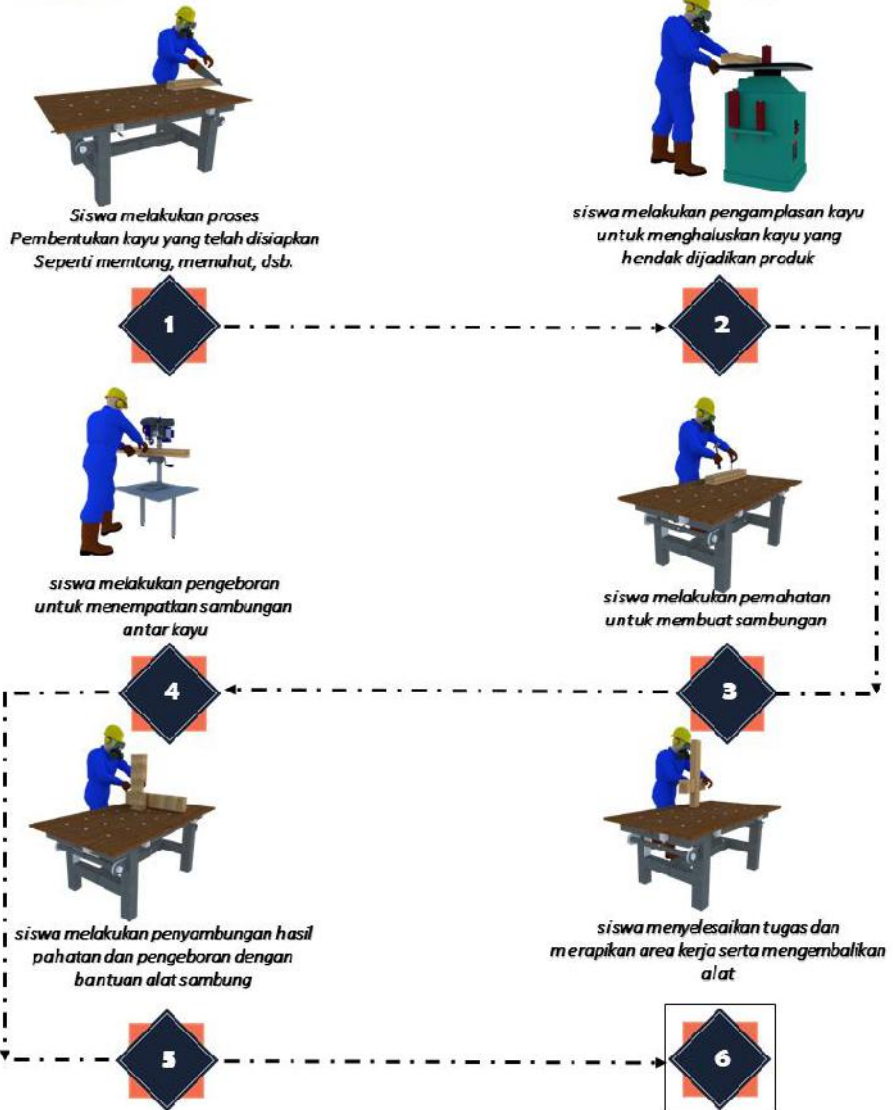 Siswa melakukan proses
Pembentukan kayu yang telah disiapkan
Seperti memtong, memahat, dsb.
1
siswa melakukan pengamplasan kayu
untuk menghaluskan kayu yang
hendak dijadikan produk
2
siswa melakukan pemahatan
untuk membuat sambungan
3
siswa melakukan pengeboran
untuk menempatkan sambungan
antar kayu
4
siswa melakukan penyambungan hasil
pahatan dan pengeboran dengan
bantuan alat sambung
5
siswa menyelesaikan tugas dan
merapikan area kerja serta mengembalikan
alat
6